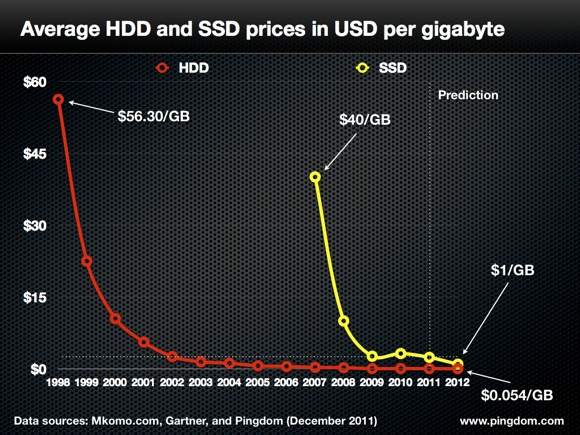 Average HDD and SSD prices in USD per gigabyte
HDD
SSD
$60
$45
$30
$15
$0
Prediction
$56.30/GB
$40/GB
$1/GB
$0.054/GB
1998 1999 2000 2001 2002 2003 2004 2005 2006 2007 2008 2009 2010 2011 2012
Data sources: Mkomo.com, Gartner, and Pingdom (December 2011)
www.pingdom.com